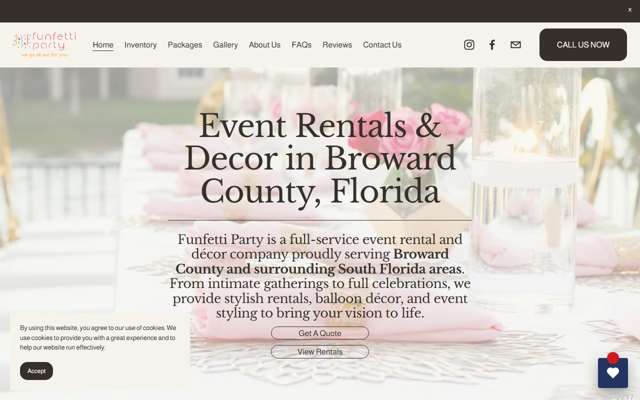 x
funfetti
party
Home Inventory Packages Gallery About Us FAQs Reviews Contact Us
CALL US NOW
Event Rentals &
Decor in Broward
County, Florida
Funfetti Party is a full-service event rental and
décor company proudly serving Broward
County and surrounding South Florida areas.
From intimate gatherings to full celebrations, we
provide stylish rentals, balloon décor, and event
styling to bring your vision to life.
Get A Quote
View Rentals
By using this website, you agree to our use of cookies. We
use cookies to provide you with a great experience and to
help our website run effectively.
Accept